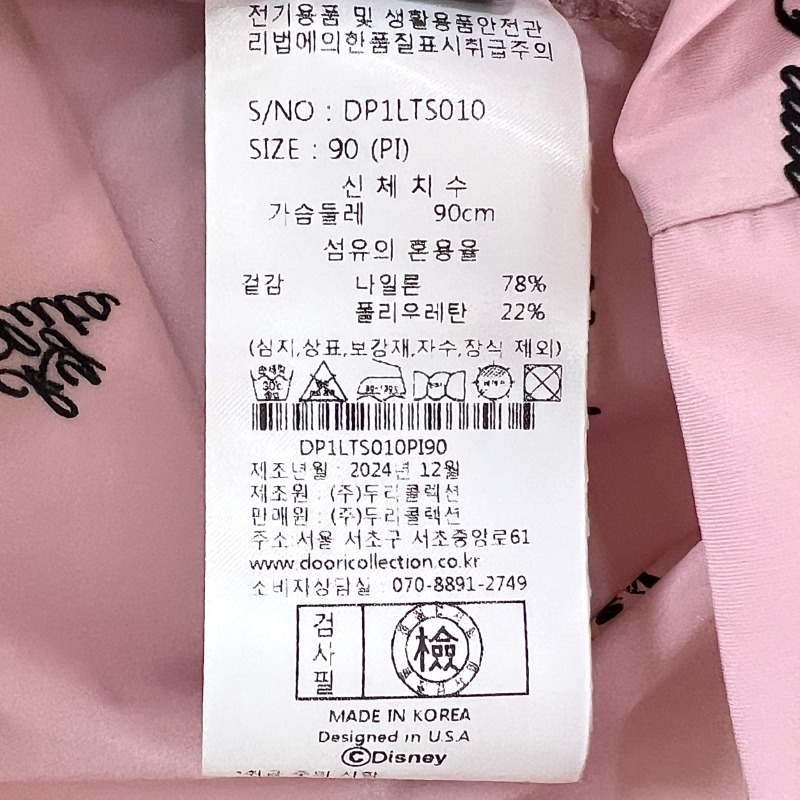 전기용품 및 생활용품안전관
리법에의한품질표시취급주의
S/NO : DP1LTS010
SIZE : 90 (PI)
신 체 치 수
가슴둘레 90cm
섬유의 혼용율
겉감 나일론 78%
폴리우레탄 22%
(심지,상표,보강재,자수,장식 제외)
30℃
DP1LTS010PI90
제조년월 : 2024년 12월
제조원 : (주)두리콜렉션
판매원 : (주)두리콜렉션
주소:서울 서초구 서초중앙로61
www.dooricollection.co.kr
소비자상담실 : 070-8891-2749
검사필
檢
MADE IN KOREA
Designed in U.S.A
©Disney